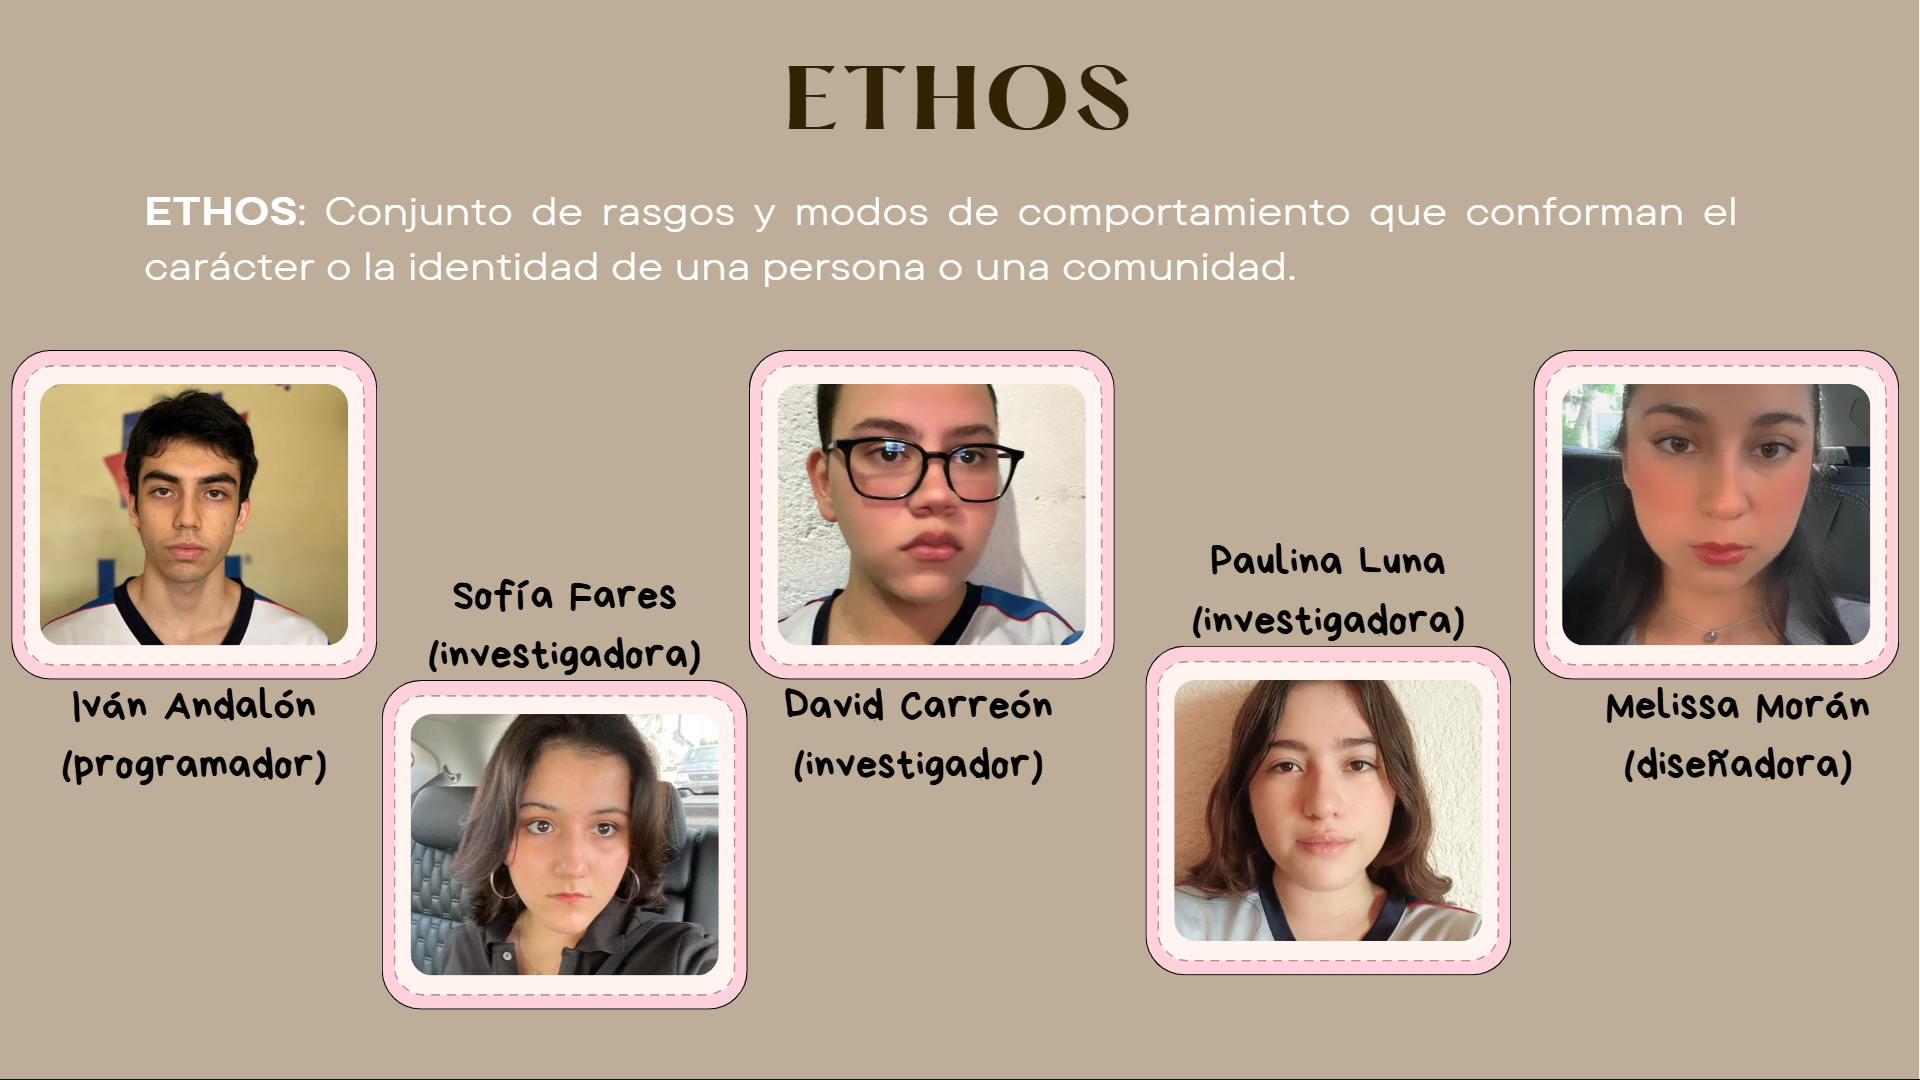 ETHOS
ETHOS: Conjunto de rasgos y modos de comportamiento que conforman el
carácter o la identidad de una persona o una comunidad.
Iván Andalón
(programador)
Sofía Fares
(investigadora)
David Carreón
(investigador)
Paulina Luna
(investigadora)
Melissa Morán
(diseñadora)